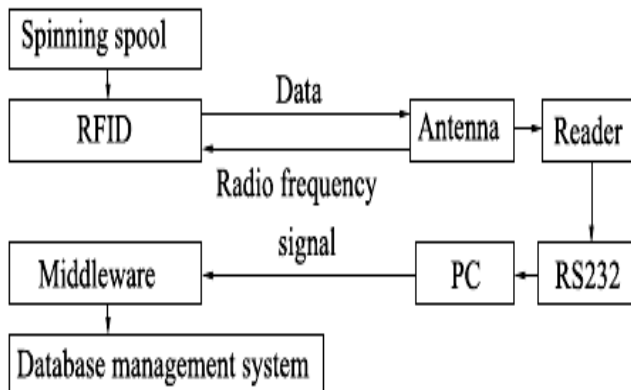 Spinning spool
Data
RFID
Antenna
Reader
Radio frequency
signal
Middleware
PC
RS232
Database management system